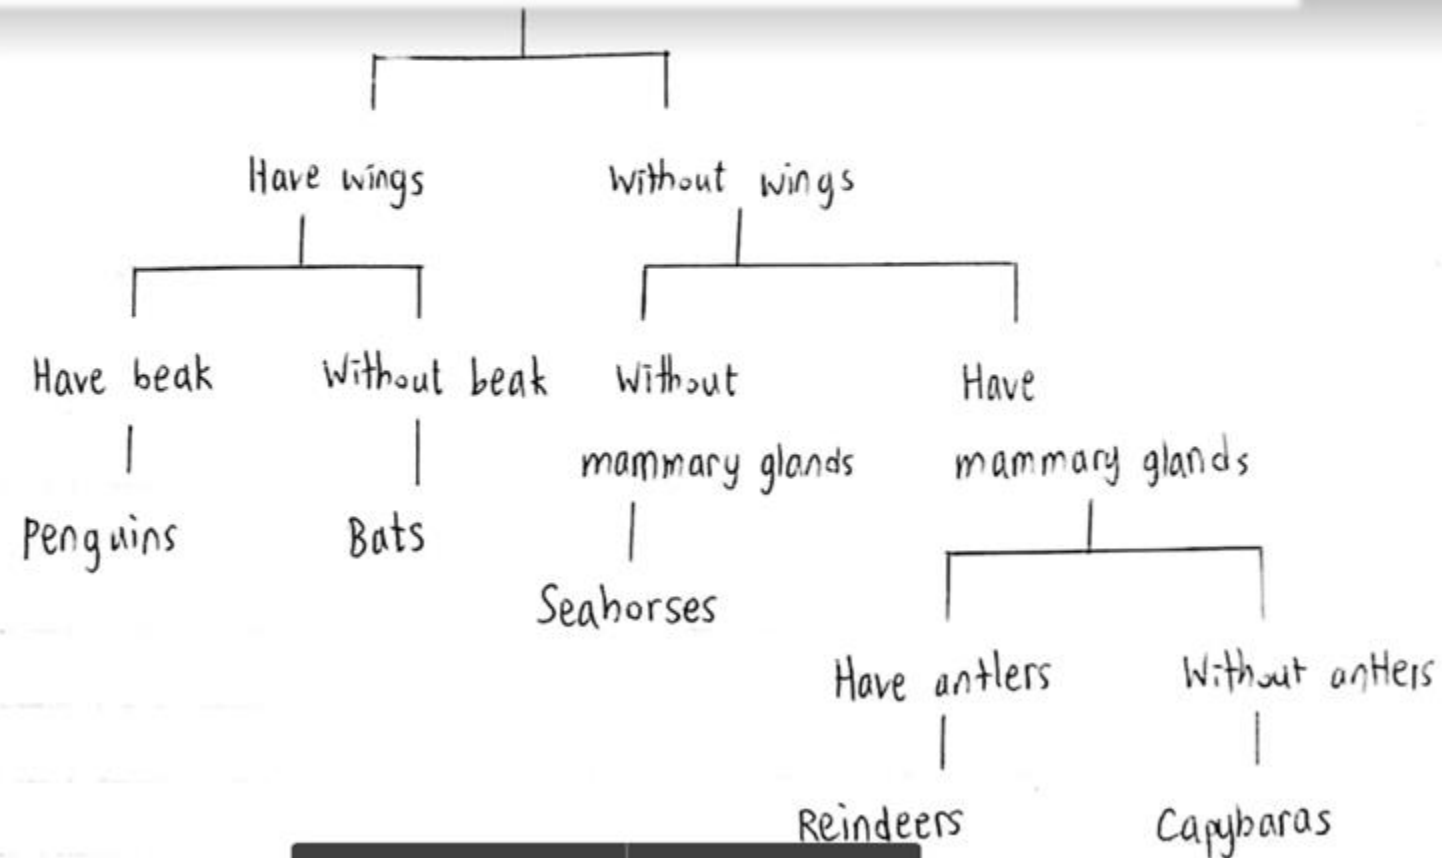 Have wings
Without wings
Have beak
Without beak
Without
mammary glands
Have
mammary glands
Penguins
Bats
Seahorses
Have antlers
Without antlers
Reindeers
Capybaras